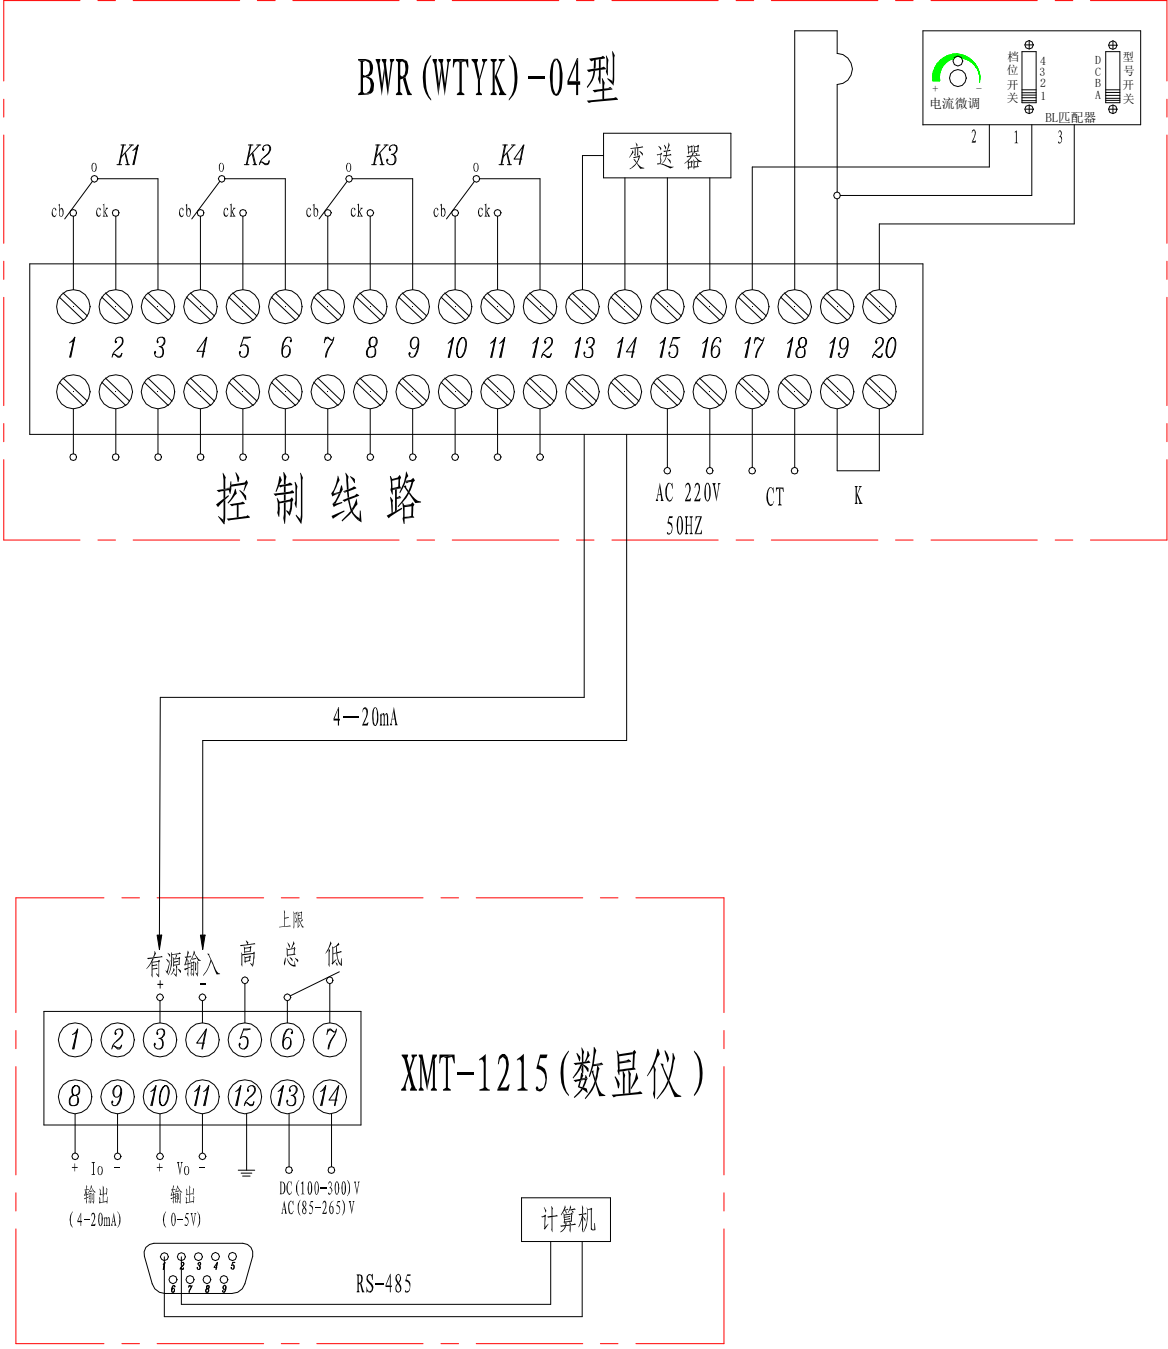 BWR(WTYK)-04型
档位开关
4
3
2
1
D
C
B
A
型号开关
+ -
电流微调
BL匹配器
2 1 3
K1 K2 K3 K4
变送器
o o o o
cb ck cb ck cb ck cb ck
1 2 3 4 5 6 7 8 9 10 11 12 13 14 15 16 17 18 19 20
控制线路
AC 220V
50HZ
CT
K
4—20mA
上限
有源输入 高 总 低
+ -
1 2 3 4 5 6 7
XMT-1215(数显仪)
8 9 10 11 12 13 14
+ Io - + Vo -
输出 输出
(4-20mA) (0-5V)
DC(100-300)V
AC(85-265)V
计算机
1 2 3 4 5
6 7 8 9
RS-485